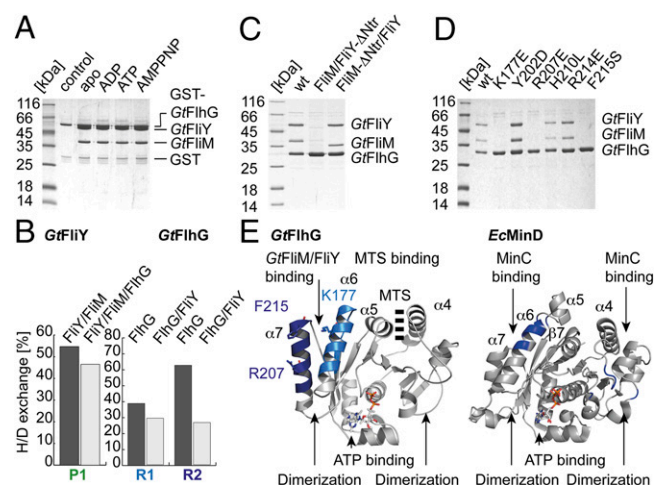 A
[kDa] control apo ADP ATP AMPPNP
116
66
45
35
25
18
14
GST-
GtFlhG
GtFliY
GtFliM
GST
C
[kDa] wt FliM/FliY-ΔNtr FliM-ΔNtr/FliY
116
66
45
35
25
18
14
GtFliY
GtFliM
GtFlhG
D
[kDa] wt K177E Y202D R207E H210L R214E F215S
116
66
45
35
25
18
14
GtFliY
GtFliM
GtFlhG
B
GtFliY
GtFlhG
H/D exchange [%]
60
50
40
30
20
10
0
FliY/FliM
FliY/FliM/FlhG
P1
80
70
60
50
40
30
20
10
0
FlhG
FlhG/FliY
FlhG
FlhG/FliY
R1
R2
E
GtFlhG
GtFliM/FliY
binding
α6
MTS binding
K177
α5
MTS
α4
F215
α7
R207
ATP binding
Dimerization
Dimerization
EcMinD
MinC
binding
MinC
binding
α5
α6
α4
β7
α7
ATP binding
Dimerization
Dimerization